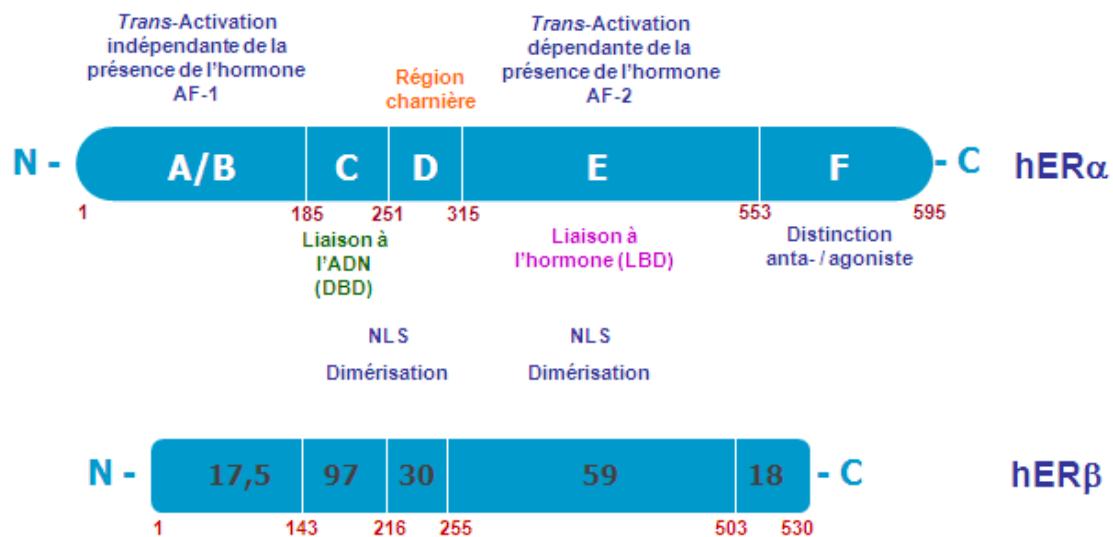 Trans-Activation
indépendante de la
présence de l'hormone
AF-1
Région
charnière
Trans-Activation
dépendante de la
présence de l'hormone
AF-2
N - A/B C D E F - C hERα
1 185 251 315 553 595
Liaison à
l'ADN
(DBD)
Liaison à
l'hormone (LBD)
Distinction
anta- / agoniste
NLS NLS
Dimérisation Dimérisation
N - 17,5 97 30 59 18 - C hERβ
1 143 216 255 503 530